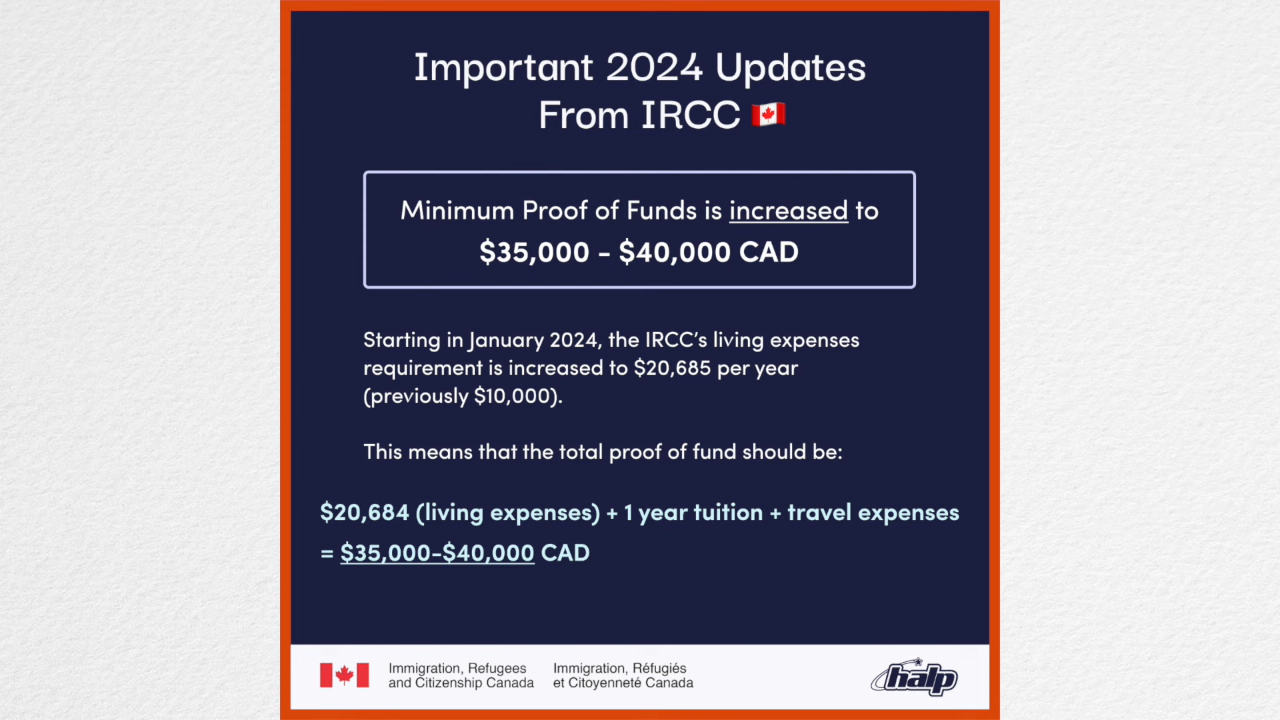 Important 2024 Updates
From IRCC 🇨🇦
Minimum Proof of Funds is increased to
$35,000 - $40,000 CAD
Starting in January 2024, the IRCC's living expenses
requirement is increased to $20,685 per year
(previously $10,000).
This means that the total proof of fund should be:
$20,684 (living expenses) + 1 year tuition + travel expenses
= $35,000-$40,000 CAD
Immigration, Refugees
and Citizenship Canada
Immigration, Réfugiés
et Citoyenneté Canada
halp